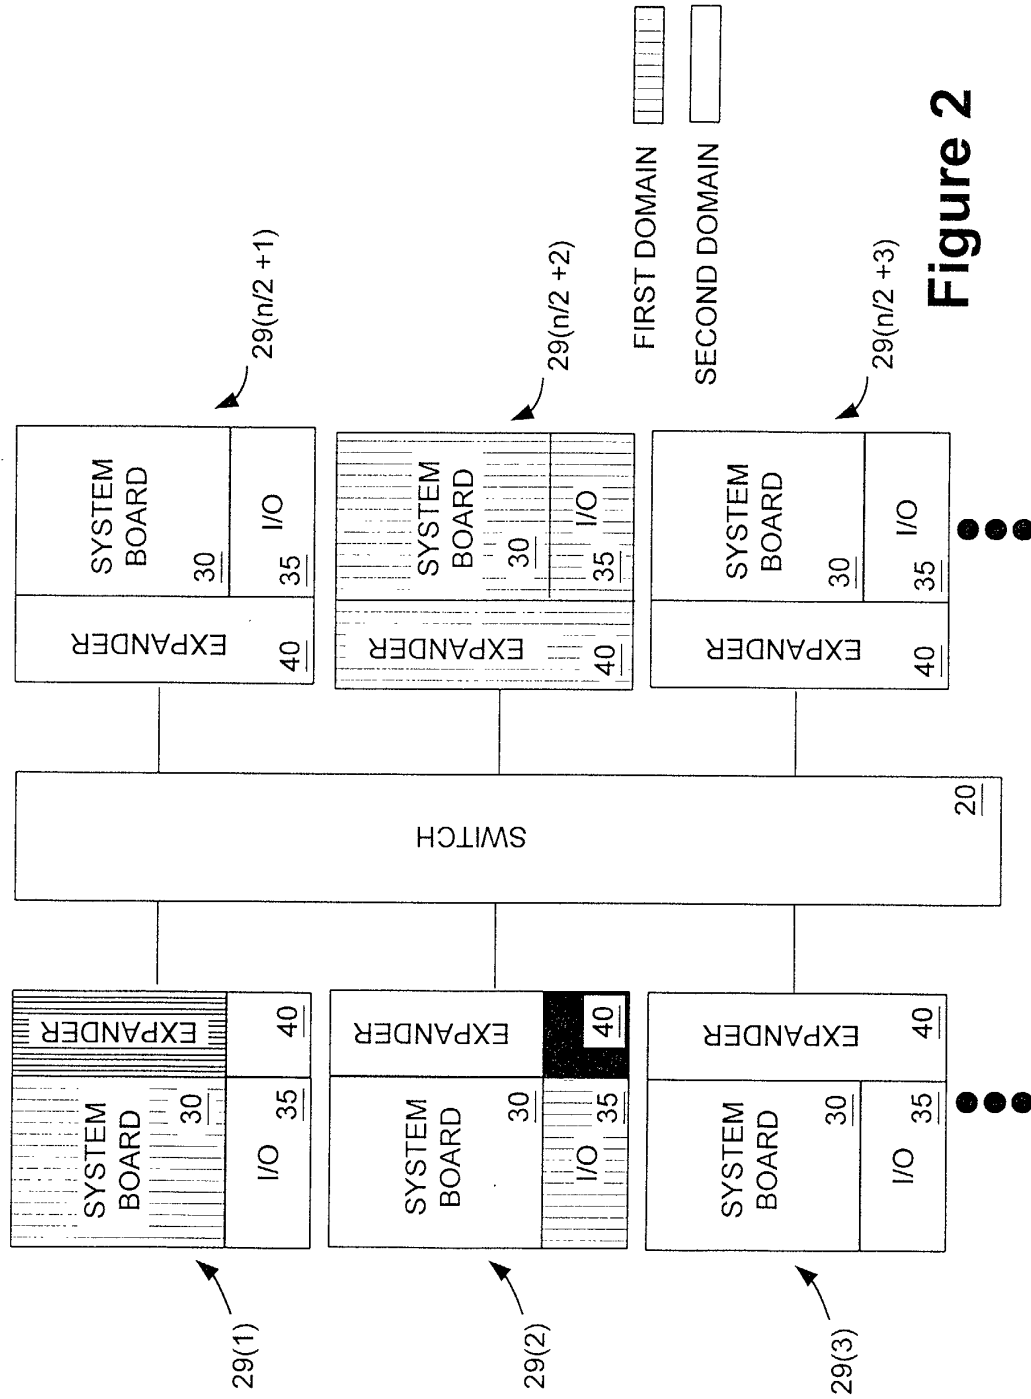 29(1)
SYSTEM
BOARD
30
I/O
35
EXPANDER
40
29(2)
SYSTEM
BOARD
30
I/O
35
EXPANDER
40
29(3)
SYSTEM
BOARD
30
I/O
35
EXPANDER
40
SWITCH
20
EXPANDER
40
SYSTEM
BOARD
30
I/O
35
29(n/2 +1)
EXPANDER
40
SYSTEM
BOARD
30
I/O
35
29(n/2 +2)
EXPANDER
40
SYSTEM
BOARD
30
I/O
35
29(n/2 +3)
FIRST DOMAIN
SECOND DOMAIN
Figure 2